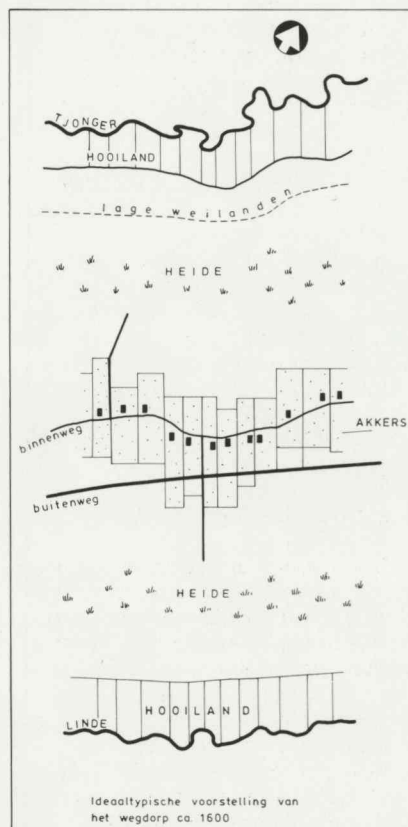 TJONGER
HOOILAND
lage weilanden
HEIDE
binnenweg
AKKERS
buitenweg
HEIDE
HOOILAND
LINDE
Ideaaltypische voorstelling van
het wegdorp ca. 1600